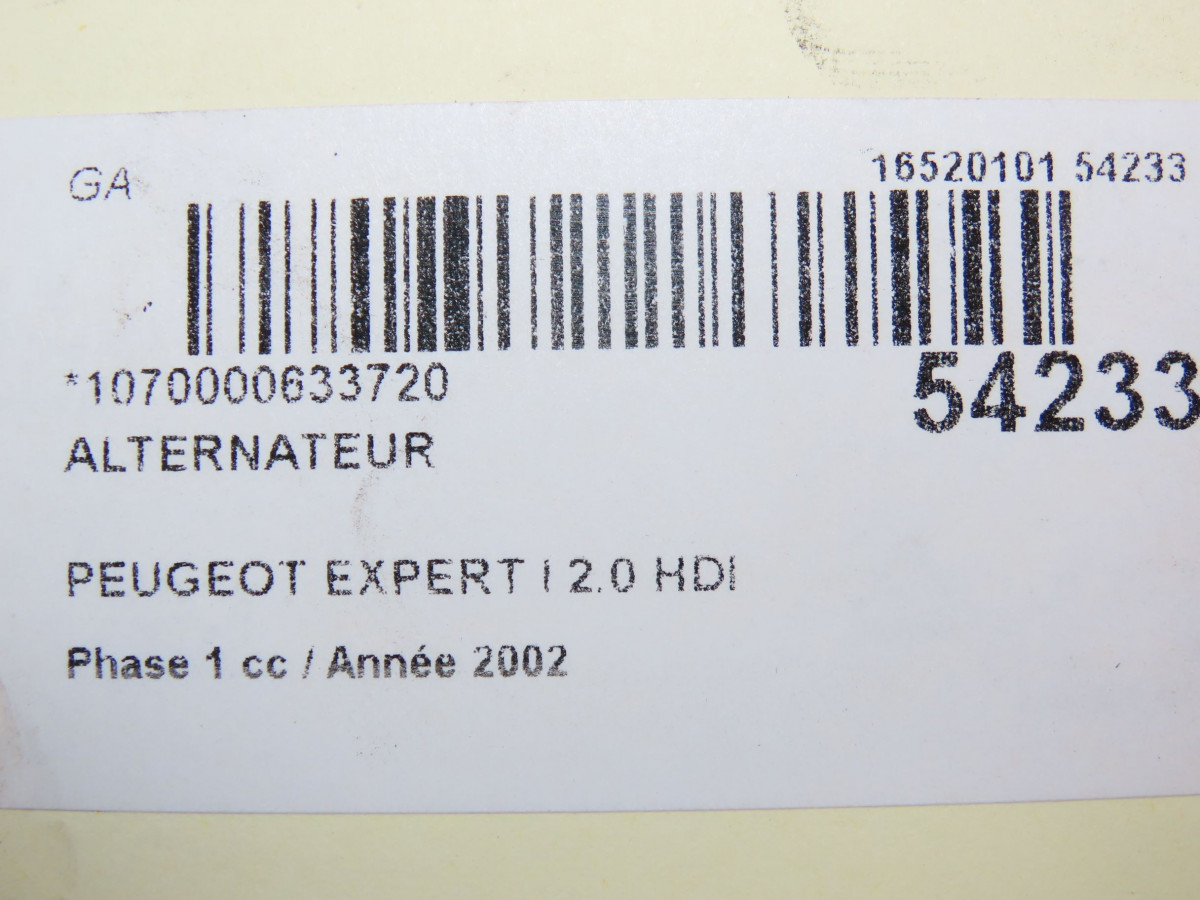 GA
16520101 54233
*1070000633720
54233
ALTERNATEUR
PEUGEOT EXPERT I 2.0 HDI
Phase 1 cc / Année 2002